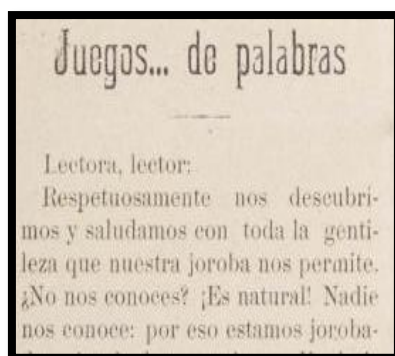 Juegos... de palabras
Lectora, lector:
Respetuosamente nos descubri-
mos y saludamos con toda la genti-
leza que nuestra joroba nos permite.
¿No nos conoces? ¡Es natural! Nadie
nos conoce: por eso estamos joroba-